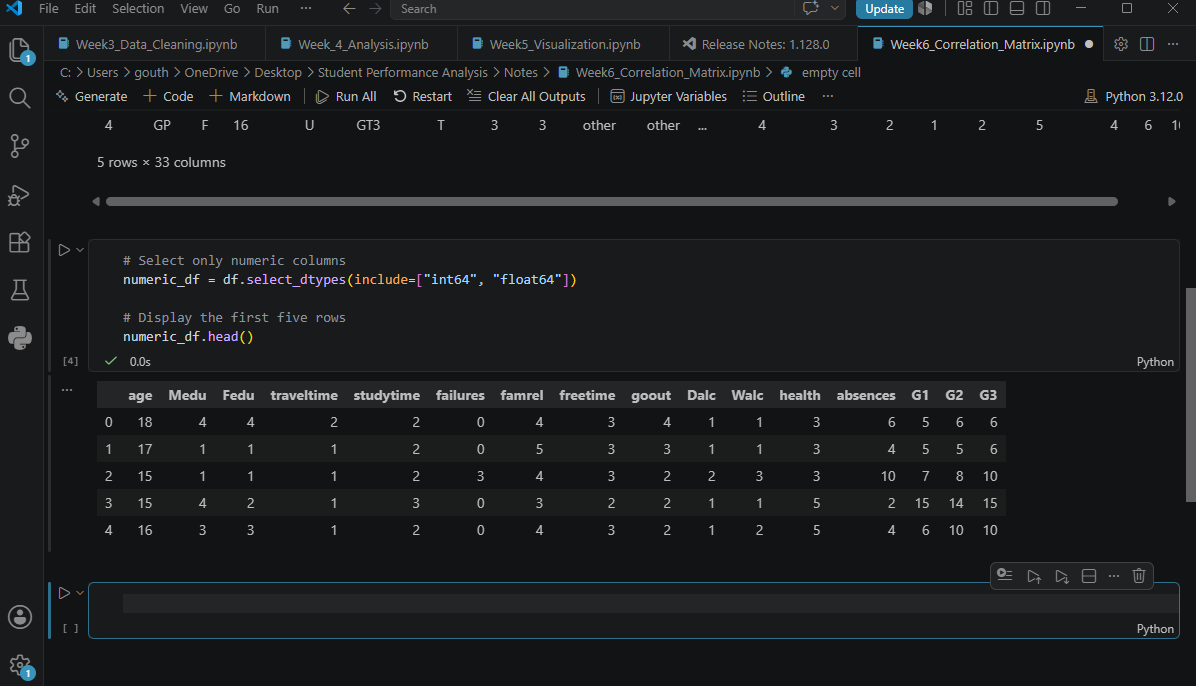 File Edit Selection View Go Run ··· Search Update
Week3_Data_Cleaning.ipynb Week_4_Analysis.ipynb Week5_Visualization.ipynb Release Notes: 1.128.0 Week6_Correlation_Matrix.ipynb
1
C: > Users > gouth > OneDrive > Desktop > Student Performance Analysis > Notes > Week6_Correlation_Matrix.ipynb > empty cell
Generate + Code + Markdown Run All Restart Clear All Outputs Jupyter Variables Outline ··· Python 3.12.0
4 GP F 16 U GT3 T 3 3 other other ... 4 3 2 1 2 5 4 6
5 rows × 33 columns
# Select only numeric columns
numeric_df = df.select_dtypes(include=["int64", "float64"])
# Display the first five rows
numeric_df.head()
[4] 0.0s Python
age Medu Fedu traveltime studytime failures famrel freetime goout Dalc Walc health absences G1 G2 G3
0 18 4 4 2 2 0 4 3 4 1 1 3 6 5 6 6
1 17 1 1 1 2 0 5 3 3 1 1 3 4 5 5 6
2 15 1 1 1 2 3 4 3 2 2 3 3 10 7 8 10
3 15 4 2 1 3 0 3 2 2 1 1 5 2 15 14 15
4 16 3 3 1 2 0 4 3 2 1 2 5 4 6 10 10
[ ] Python
1